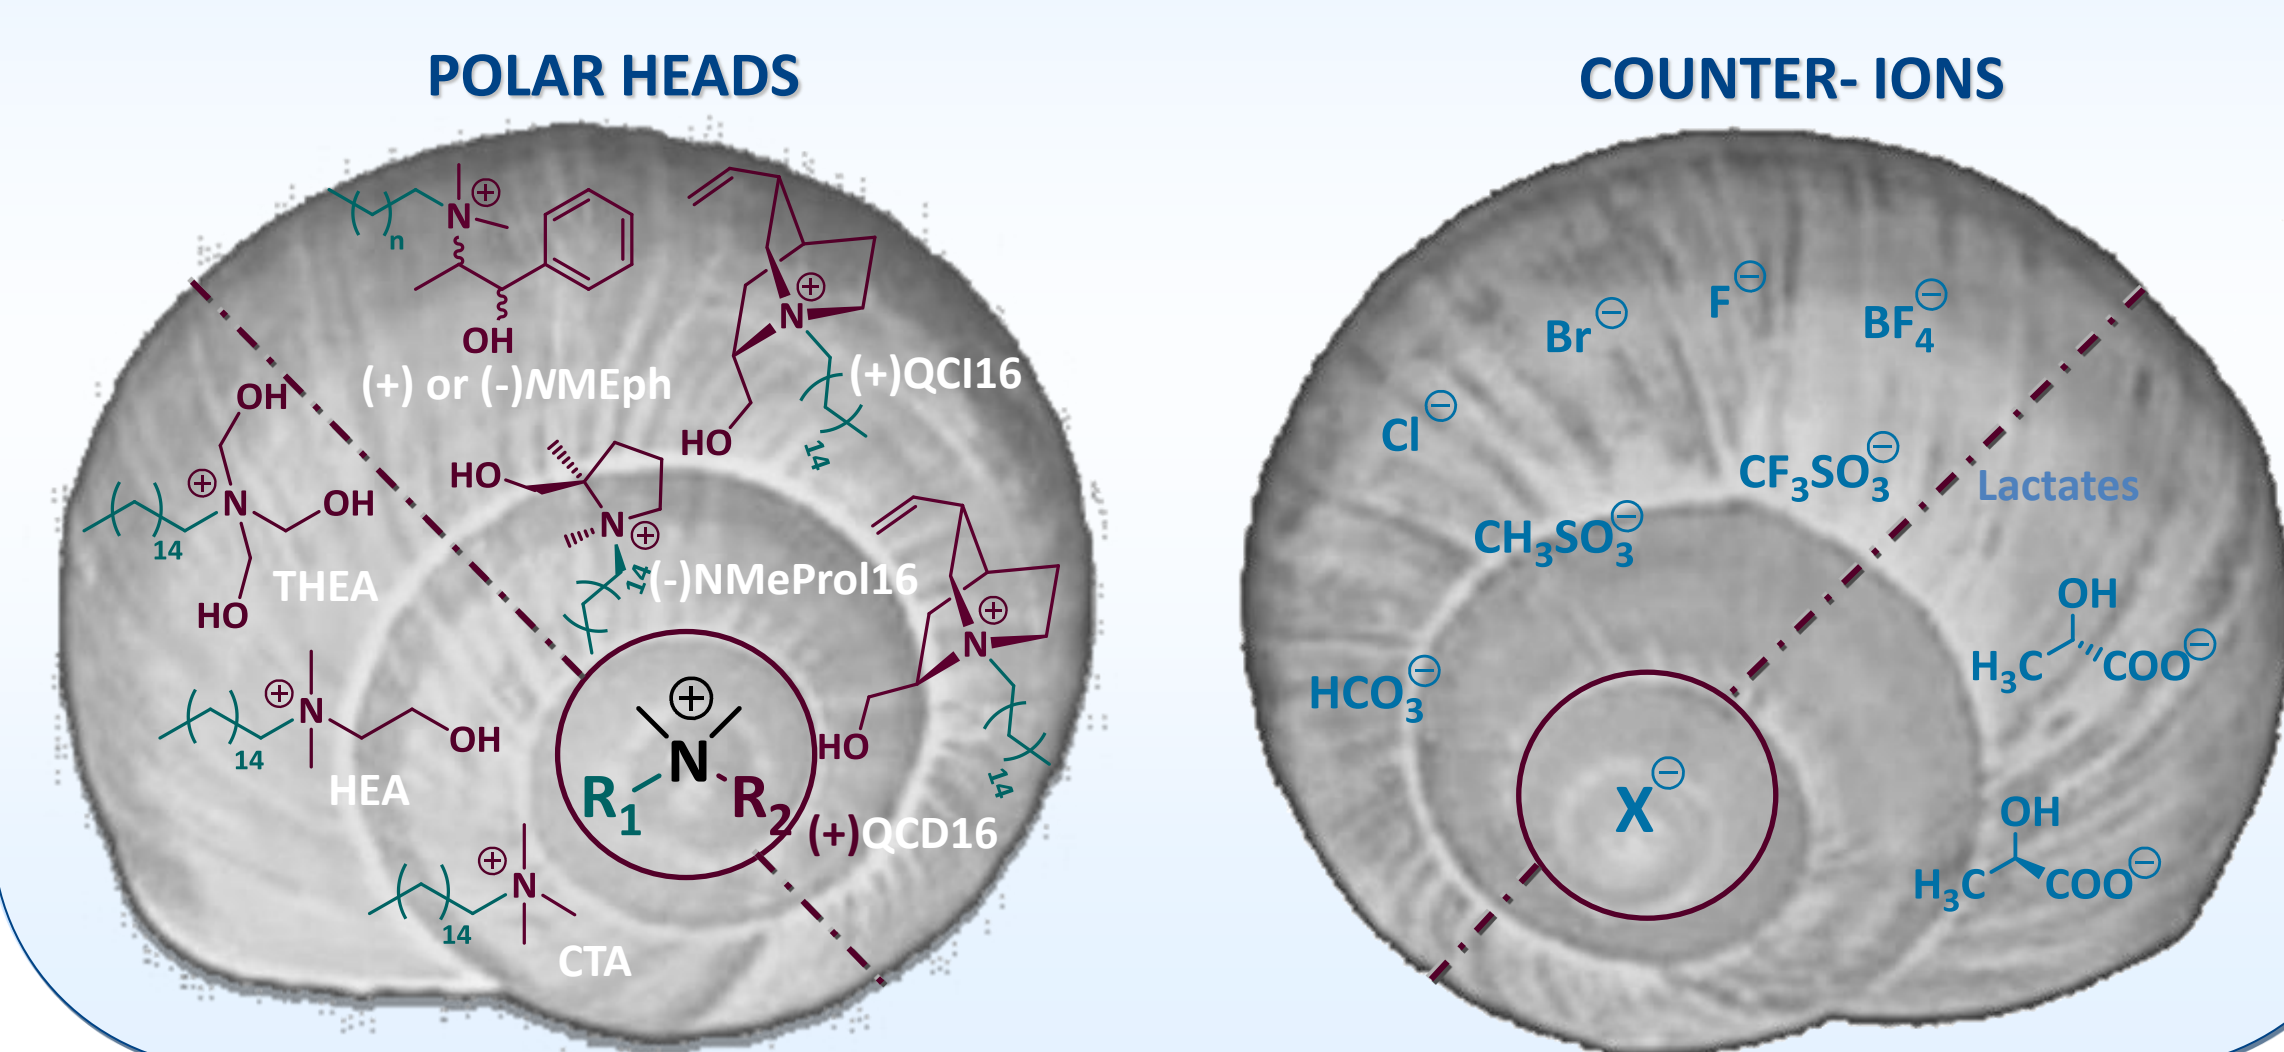 POLAR HEADS
N⊕
n
OH
(+) or (-)NMEph
N⊕
HO
14
(+)QCI16
OH
⊕
N
OH
14
HO
THEA
HO
N⊕
14
(-)NMeProl16
⊕
N
OH
14
HEA
⊕
N
14
CTA
⊕
N
R1
R2
N⊕
HO
14
(+)QCD16
COUNTER- IONS
F⊖
Br⊖
BF4⊖
Cl⊖
CF3SO3⊖
CH3SO3⊖
HCO3⊖
X⊖
Lactates
OH
H3C COO⊖
OH
H3C COO⊖